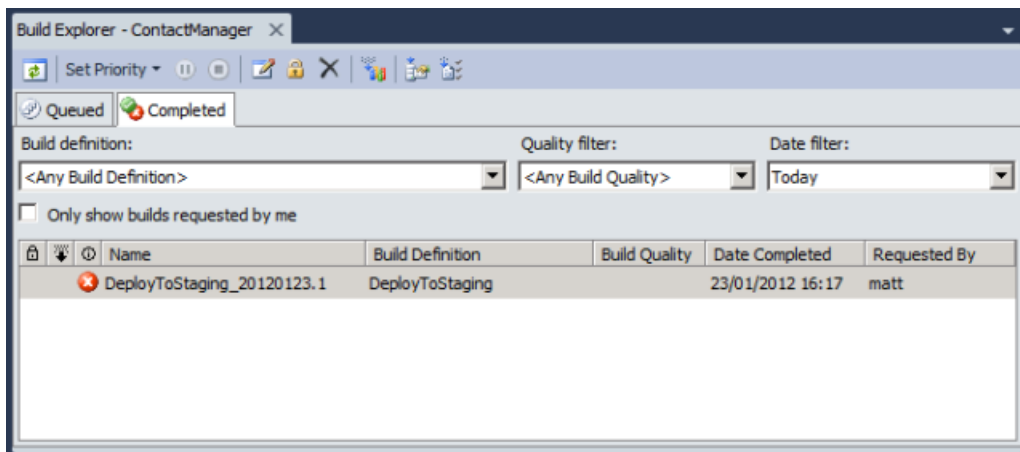 Build Explorer - ContactManager
Set Priority
Queued Completed
Build definition: Quality filter: Date filter:
<Any Build Definition> <Any Build Quality> Today
Only show builds requested by me
Name Build Definition Build Quality Date Completed Requested By
DeployToStaging_20120123.1 DeployToStaging 23/01/2012 16:17 matt